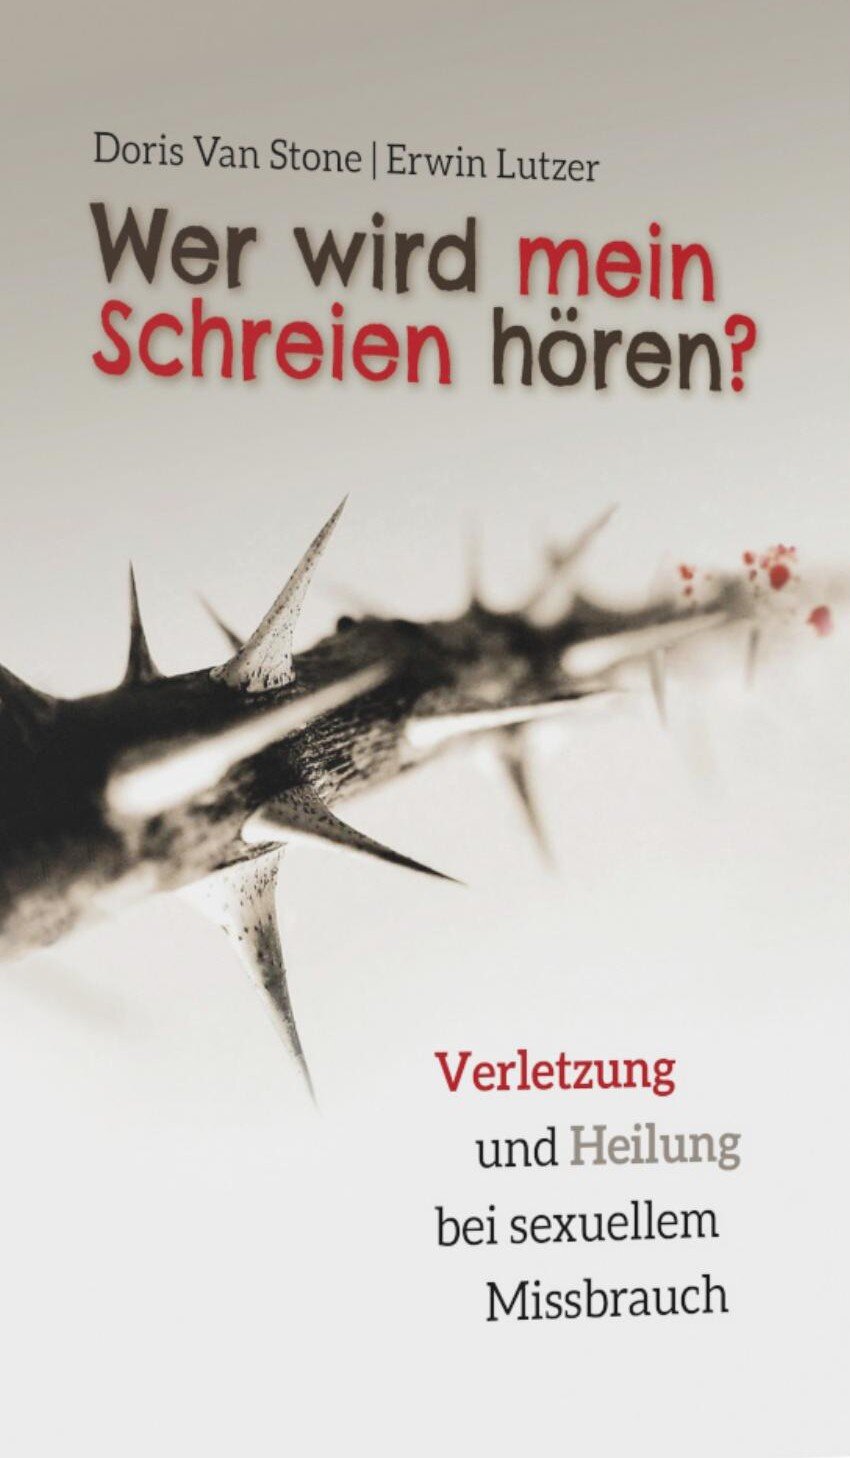 Doris Van Stone | Erwin Lutzer
Wer wird mein
Schreien hören?
Verletzung
und Heilung
bei sexuellem
Missbrauch